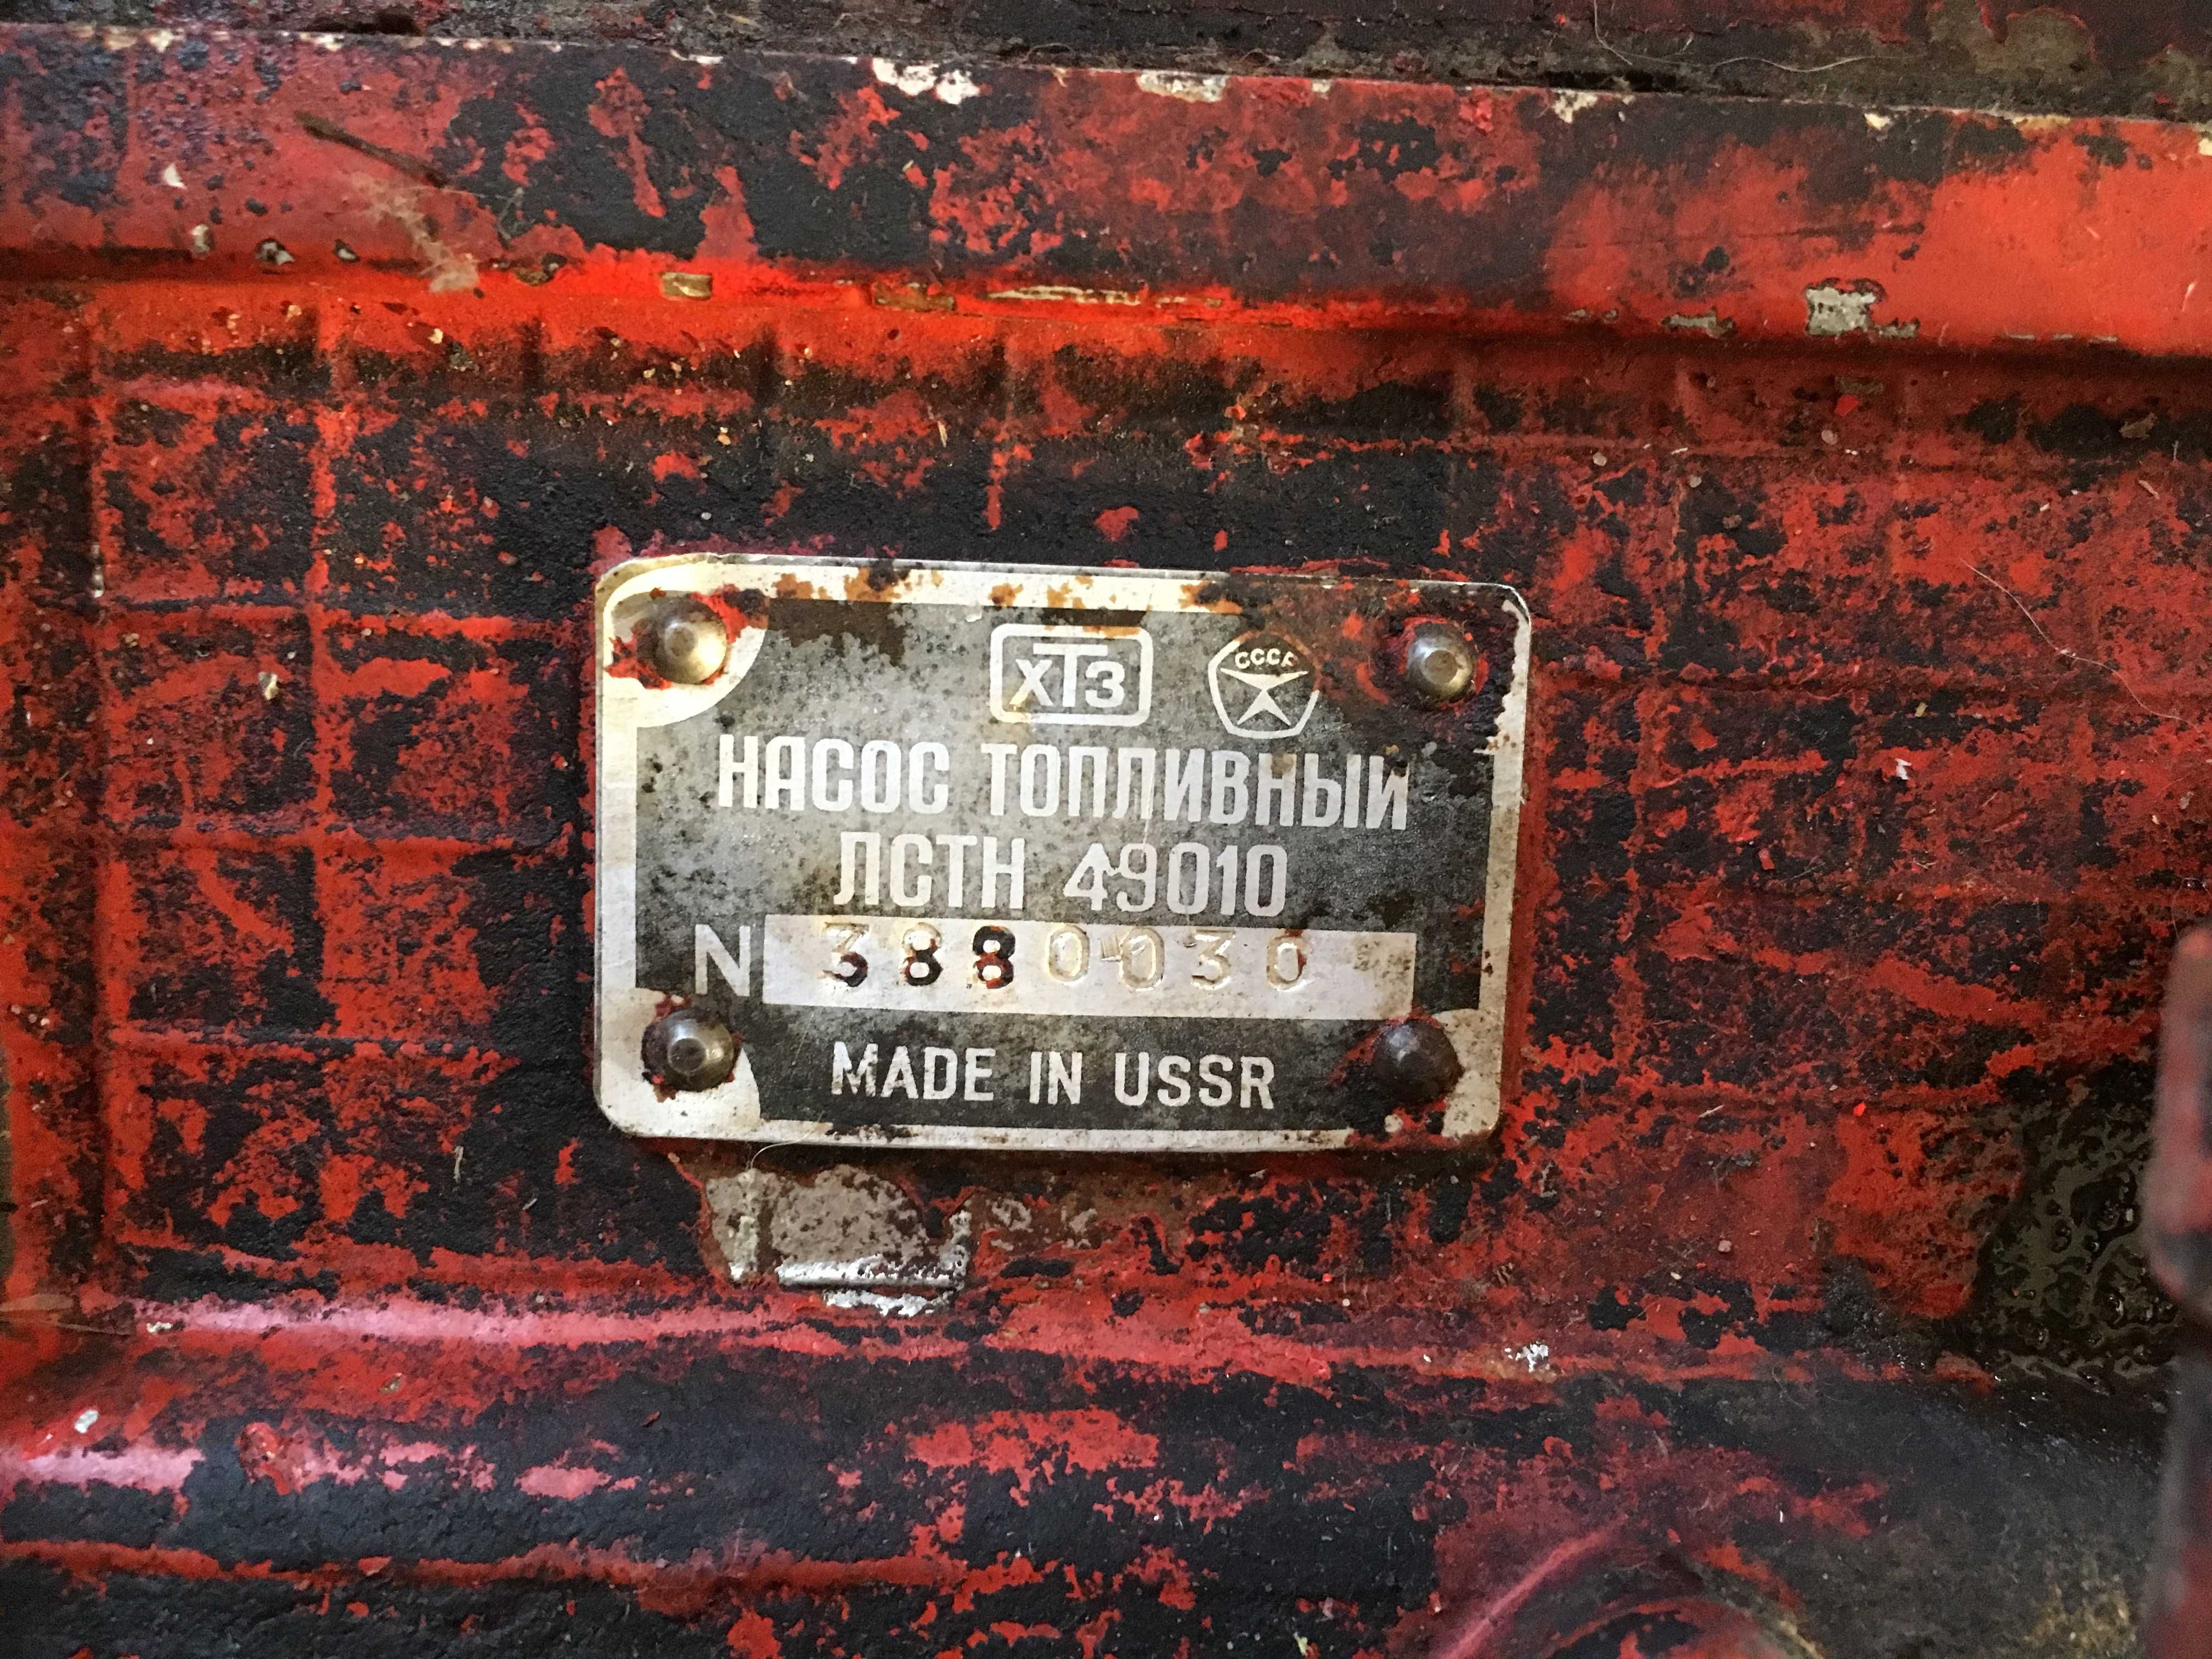 ХТЗ СССР
НАСОС ТОПЛИВНЫЙ
ЛСТН 49010
N 3880030
MADE IN USSR